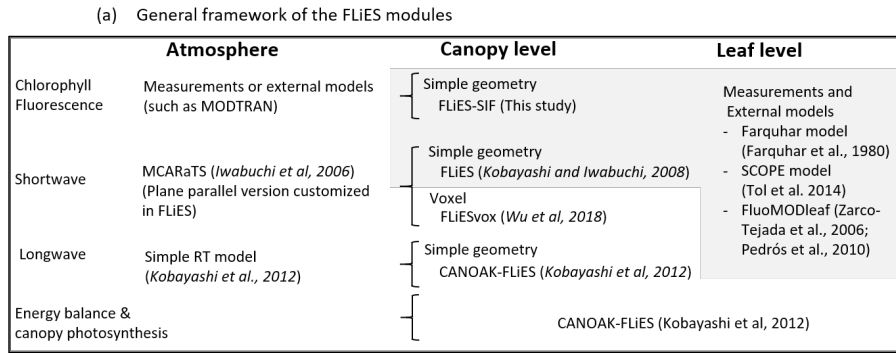 (a) General framework of the FLiES modules
Atmosphere
Canopy level
Leaf level
Chlorophyll
Fluorescence
Measurements or external models
(such as MODTRAN)
Simple geometry
FLiES-SIF (This study)
Measurements and
External models
- Farquhar model
(Farquhar et al., 1980)
- SCOPE model
(Tol et al. 2014)
- FluoMODleaf (Zarco-
Tejada et al., 2006;
Pedrós et al., 2010)
Shortwave
MCARaTS (Iwabuchi et al, 2006)
(Plane parallel version customized
in FLiES)
Simple geometry
FLiES (Kobayashi and Iwabuchi, 2008)
Voxel
FLiESvox (Wu et al, 2018)
Longwave
Simple RT model
(Kobayashi et al., 2012)
Simple geometry
CANOAK-FLiES (Kobayashi et al, 2012)
Energy balance &
canopy photosynthesis
CANOAK-FLiES (Kobayashi et al, 2012)